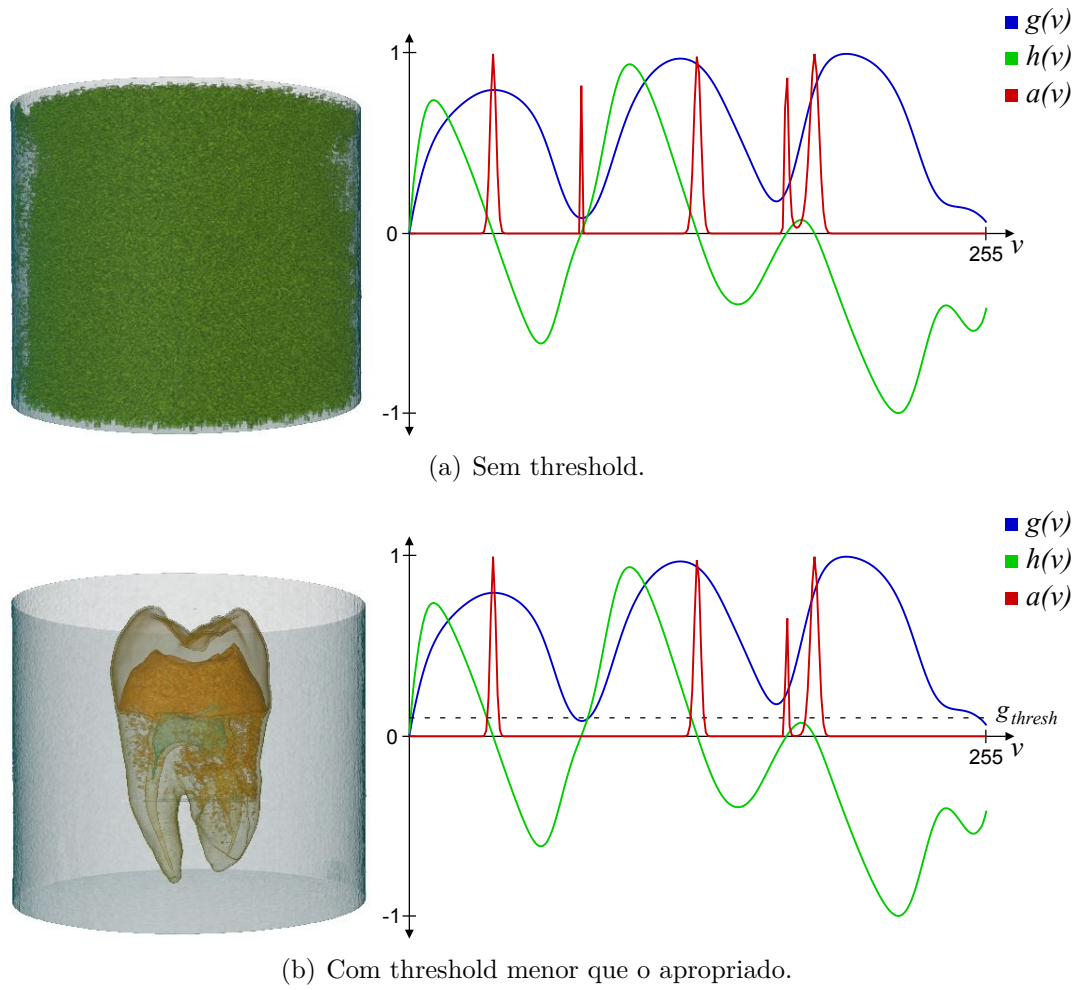 g(v)
h(v)
a(v)
1
0
-1
255 v
(a) Sem threshold.
g(v)
h(v)
a(v)
1
g_thresh
0
255 v
-1
(b) Com threshold menor que o apropriado.